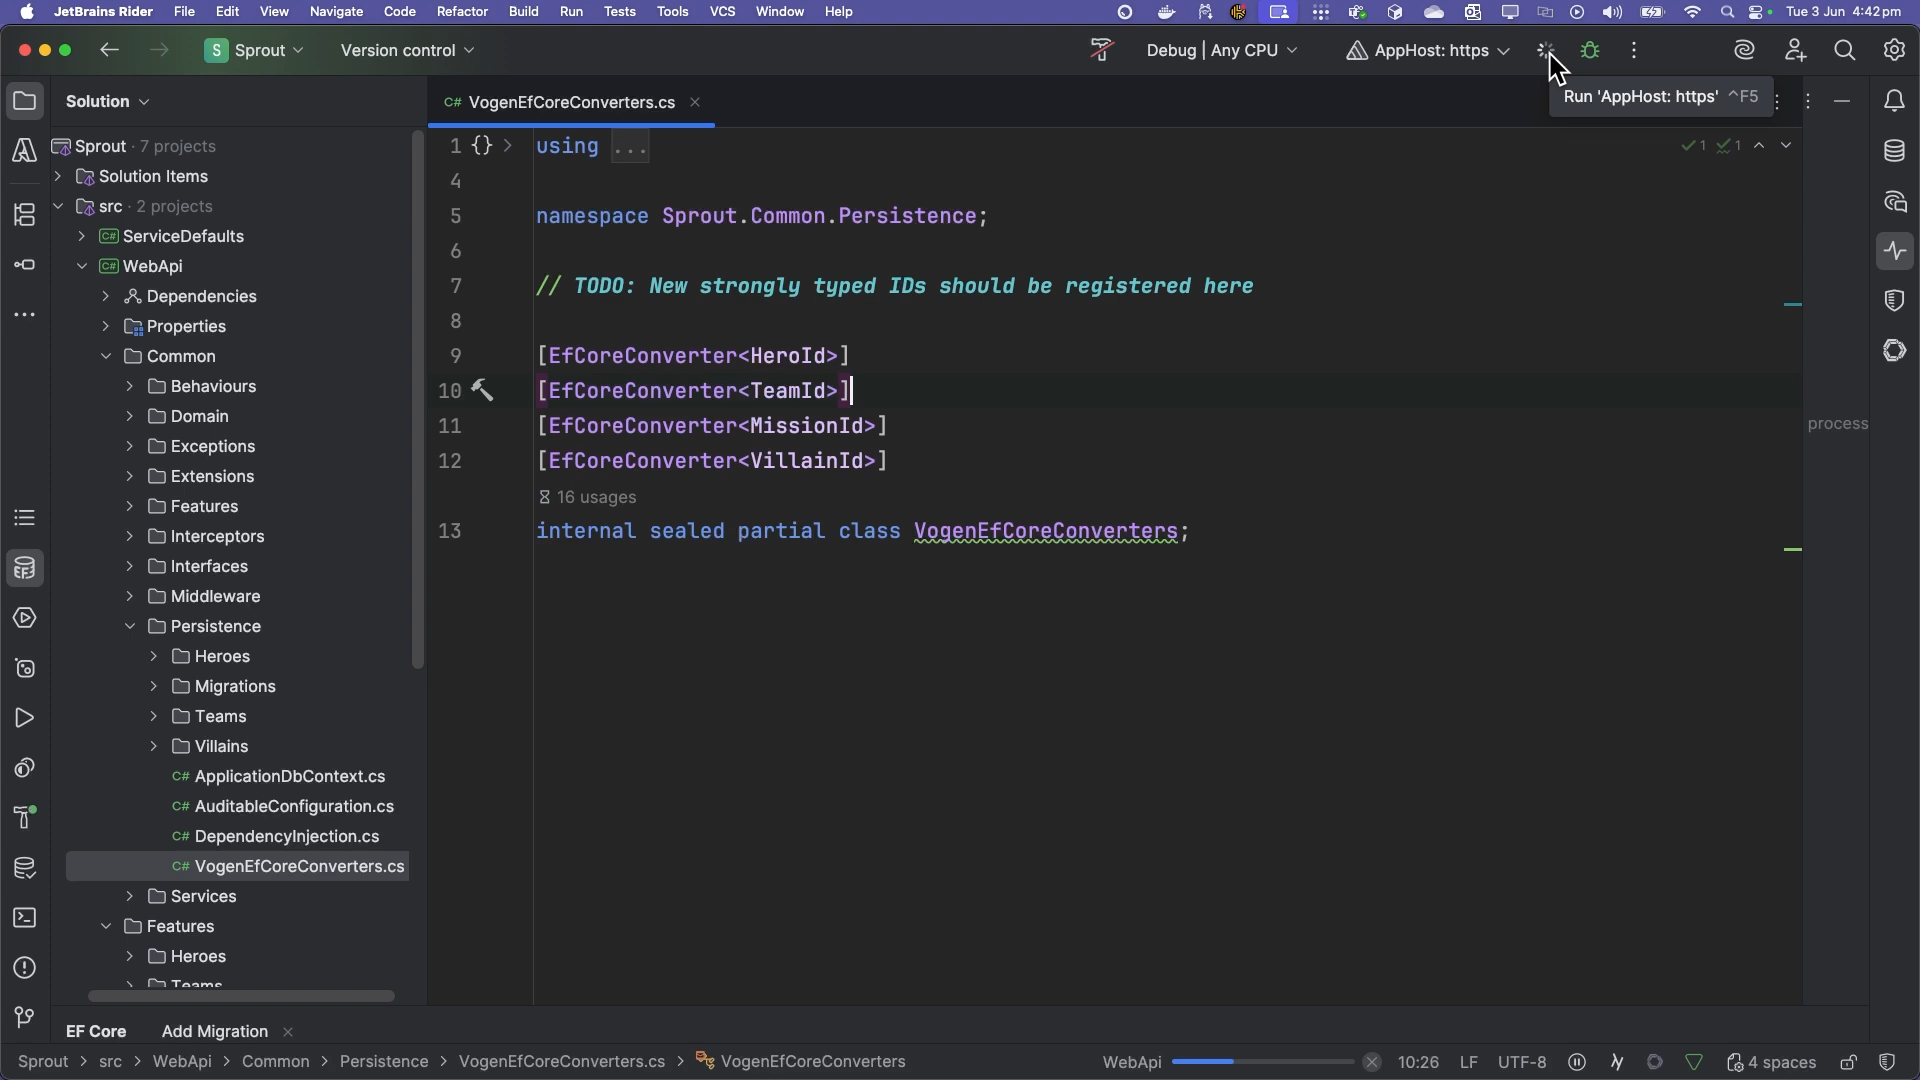 JetBrains Rider File Edit View Navigate Code Refactor Build Run Tests Tools VCS Window Help Tue 3 Jun 4:42 pm
S Sprout Version control Debug | Any CPU AppHost: https
Run 'AppHost: https' ^F5
Solution
C# VogenEfCoreConverters.cs
Sprout · 7 projects
Solution Items
src · 2 projects
C# ServiceDefaults
C# WebApi
Dependencies
Properties
Common
Behaviours
Domain
Exceptions
Extensions
Features
Interceptors
Interfaces
Middleware
Persistence
Heroes
Migrations
Teams
Villains
C# ApplicationDbContext.cs
C# AuditableConfiguration.cs
C# DependencyInjection.cs
C# VogenEfCoreConverters.cs
Services
Features
Heroes
Teams
1 {} using ...
1 1
4
5 namespace Sprout.Common.Persistence;
6
7 // TODO: New strongly typed IDs should be registered here
8
9 [EfCoreConverter<HeroId>]
10 [EfCoreConverter<TeamId>]
11 [EfCoreConverter<MissionId>]
12 [EfCoreConverter<VillainId>]
16 usages
13 internal sealed partial class VogenEfCoreConverters;
process
EF Core Add Migration
Sprout > src > WebApi > Common > Persistence > VogenEfCoreConverters.cs > VogenEfCoreConverters WebApi 10:26 LF UTF-8 4 spaces